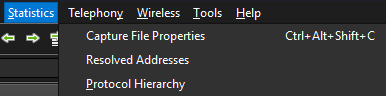 Statistics Telephony Wireless Tools Help
Capture File Properties Ctrl+Alt+Shift+C
Resolved Addresses
Protocol Hierarchy